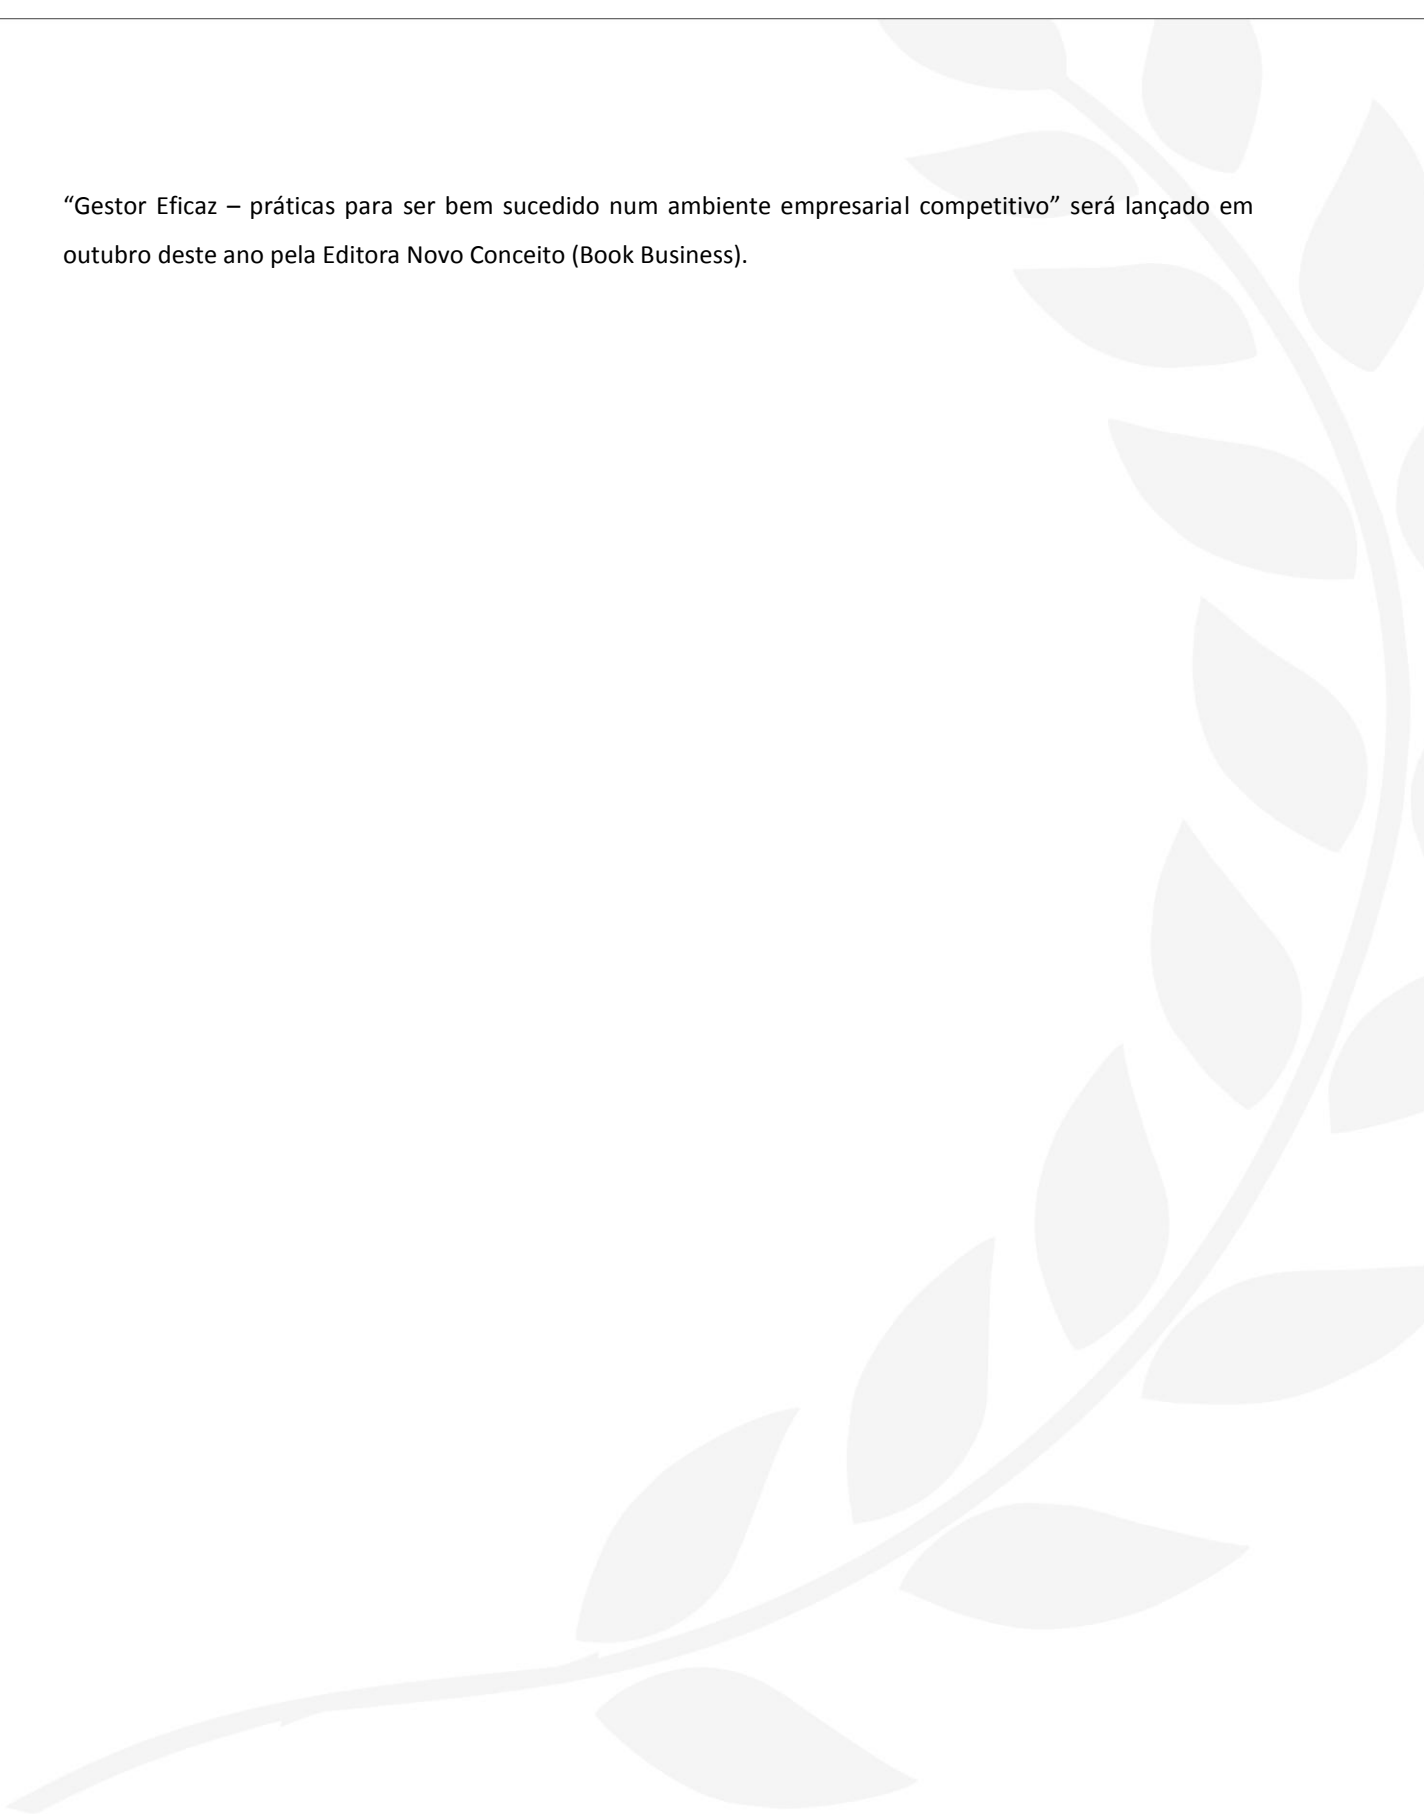 “Gestor Eficaz – práticas para ser bem sucedido num ambiente empresarial competitivo” será lançado em
outubro deste ano pela Editora Novo Conceito (Book Business).